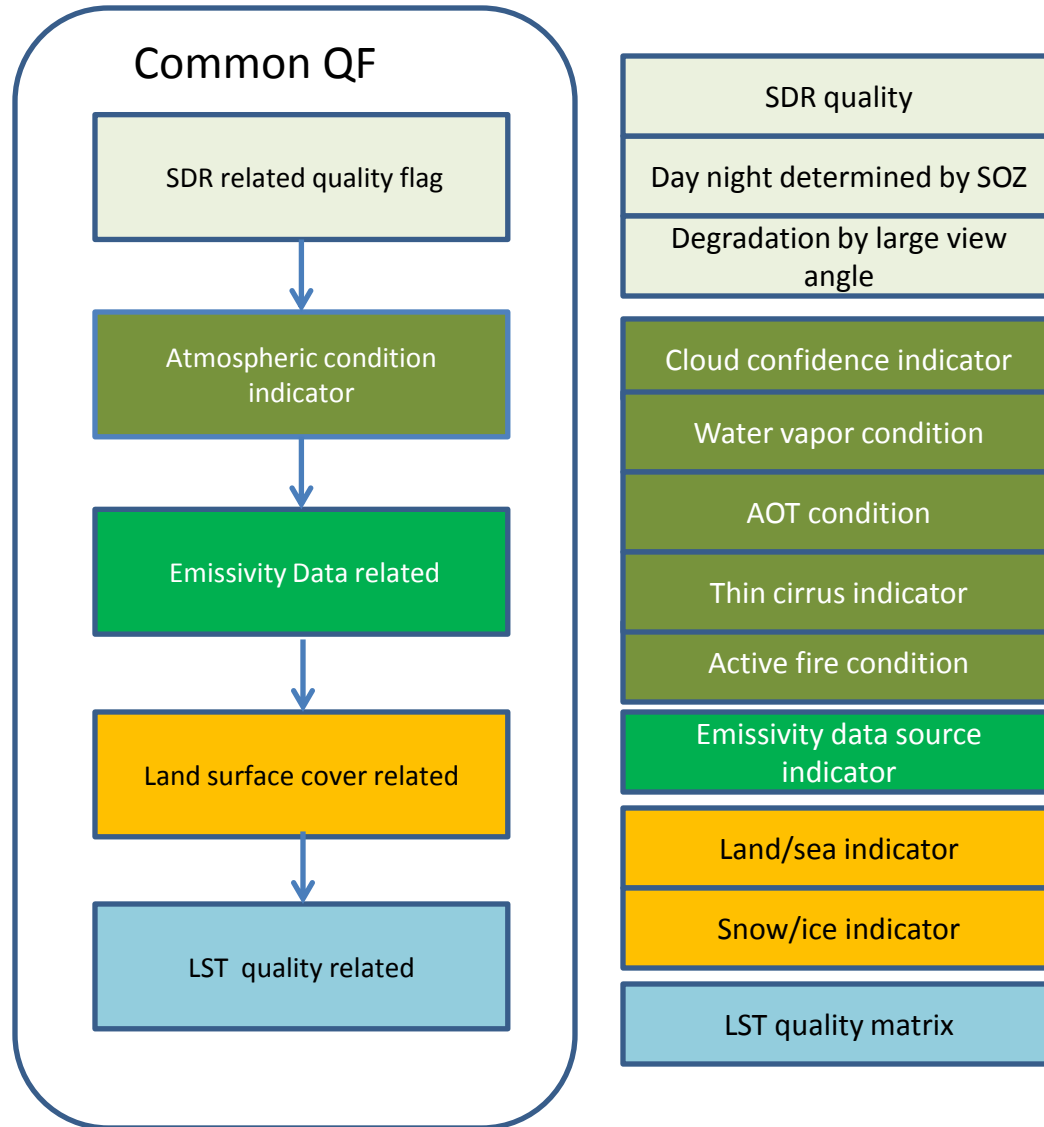 Common QF
SDR related quality flag
Atmospheric condition
indicator
Emissivity Data related
Land surface cover related
LST  quality related
SDR quality
Day night determined by SOZ
Degradation by large view
angle
Cloud confidence indicator
Water vapor condition
AOT condition
Thin cirrus indicator
Active fire condition
Emissivity data source
indicator
Land/sea indicator
Snow/ice indicator
LST quality matrix